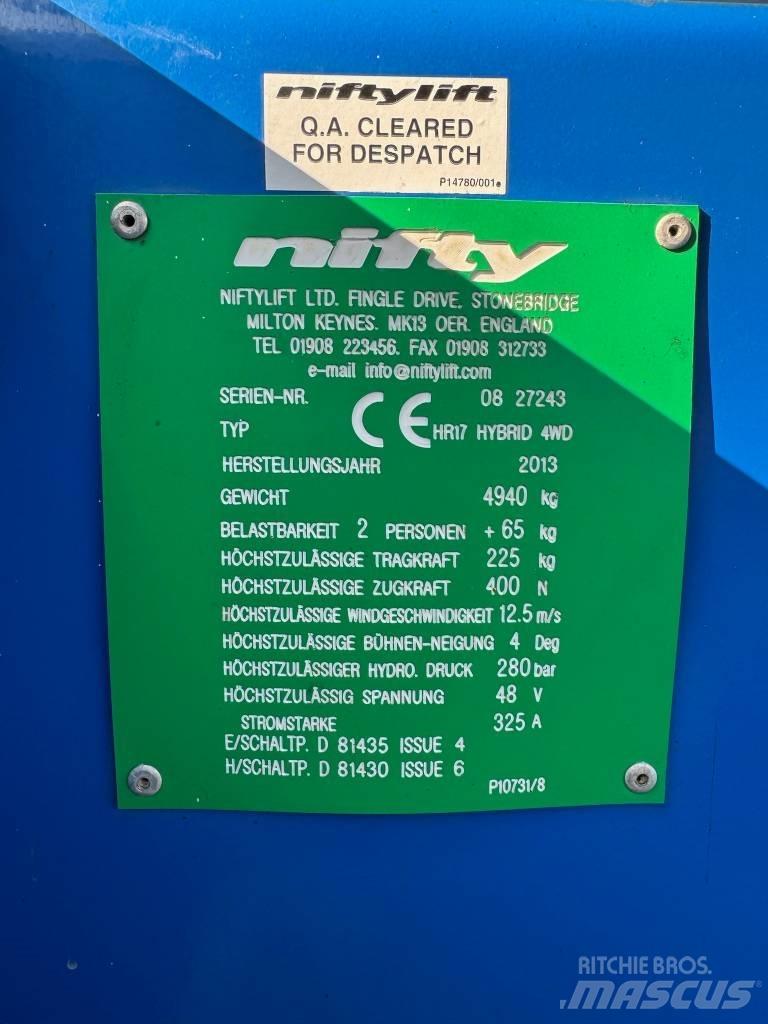 niftylift
Q.A. CLEARED
FOR DESPATCH
P14780/001e
nifty
NIFTYLIFT LTD. FINGLE DRIVE. STONEBRIDGE
MILTON KEYNES. MK13 OER. ENGLAND
TEL 01908 223456. FAX 01908 312733
e-mail info@niftylift.com
SERIEN-NR. 08 27243
TYP CE HR17 HYBRID 4WD
HERSTELLUNGSJAHR 2013
GEWICHT 4940 kg
BELASTBARKEIT 2 PERSONEN + 65 kg
HÖCHSTZULÄSSIGE TRAGKRAFT 225 kg
HÖCHSTZULÄSSIGE ZUGKRAFT 400 N
HÖCHSTZULÄSSIGE WINDGESCHWINDIGKEIT 12.5 m/s
HÖCHSTZULÄSSIGE BÜHNEN-NEIGUNG 4 Deg
HÖCHSTZULÄSSIGER HYDRO. DRUCK 280 bar
HÖCHSTZULÄSSIG SPANNUNG 48 V
STROMSTARKE 325 A
E/SCHALTP. D 81435 ISSUE 4
H/SCHALTP. D 81430 ISSUE 6
P10731/8
RITCHIE BROS.
MASCUS